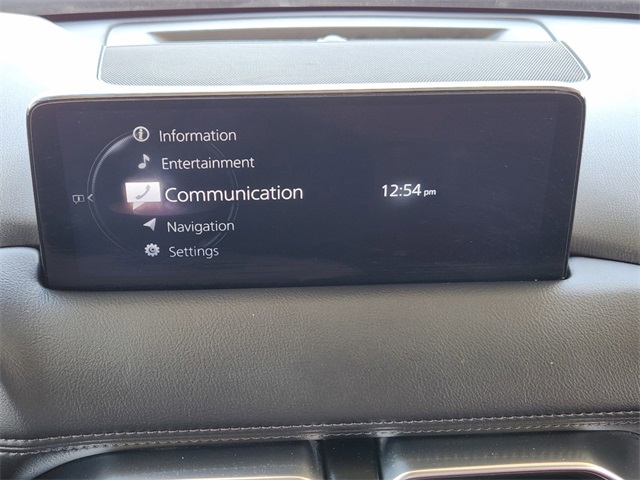 Information
Entertainment
Communication
12:54 pm
Navigation
Settings